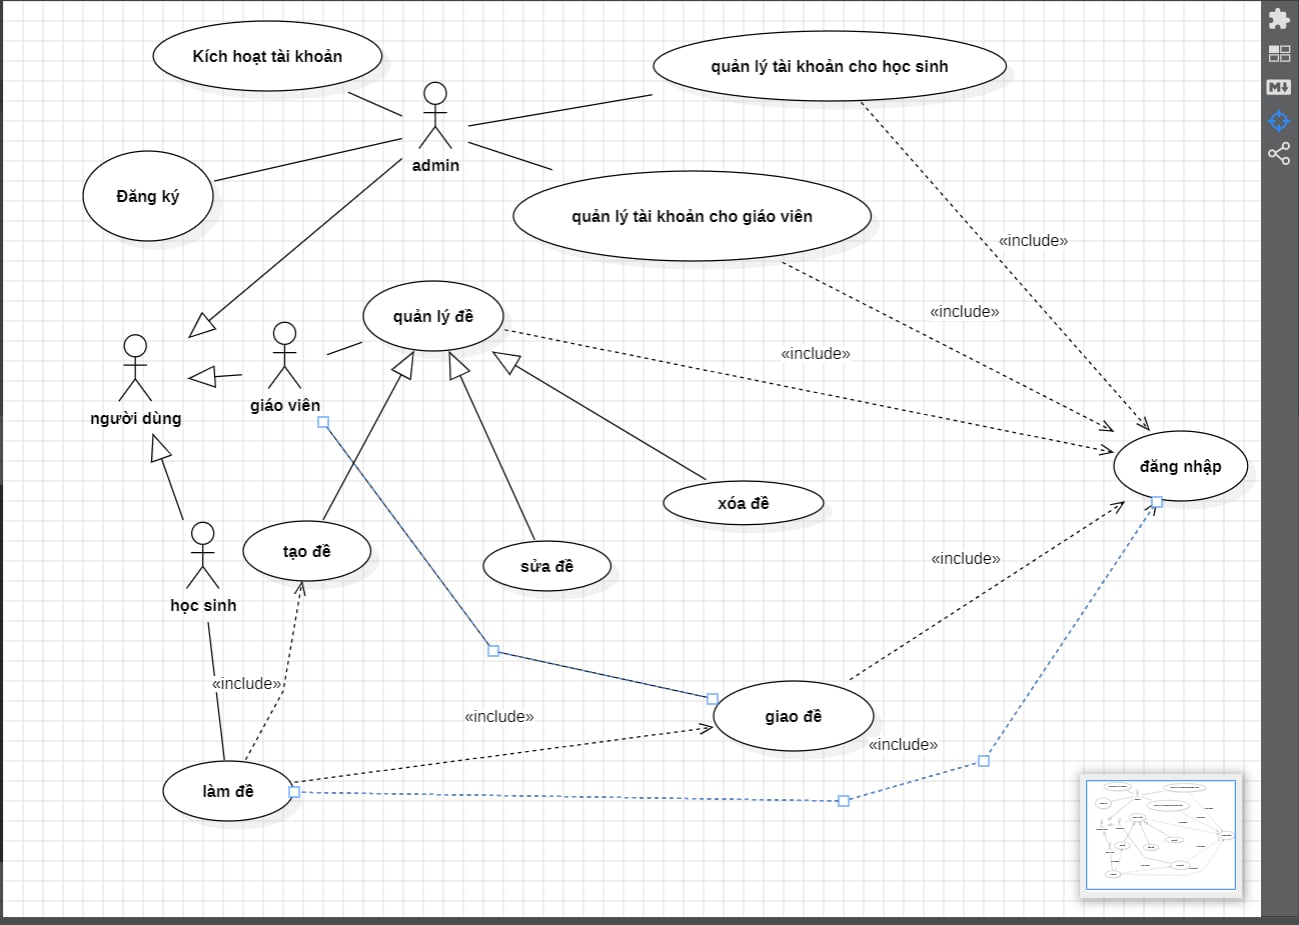 Kích hoạt tài khoản
quản lý tài khoản cho học sinh
admin
Đăng ký
quản lý tài khoản cho giáo viên
«include»
«include»
quản lý đề
«include»
giáo viên
người dùng
đăng nhập
xóa đề
tạo đề
sửa đề
«include»
học sinh
«include»
«include»
giao đề
«include»
làm đề
M